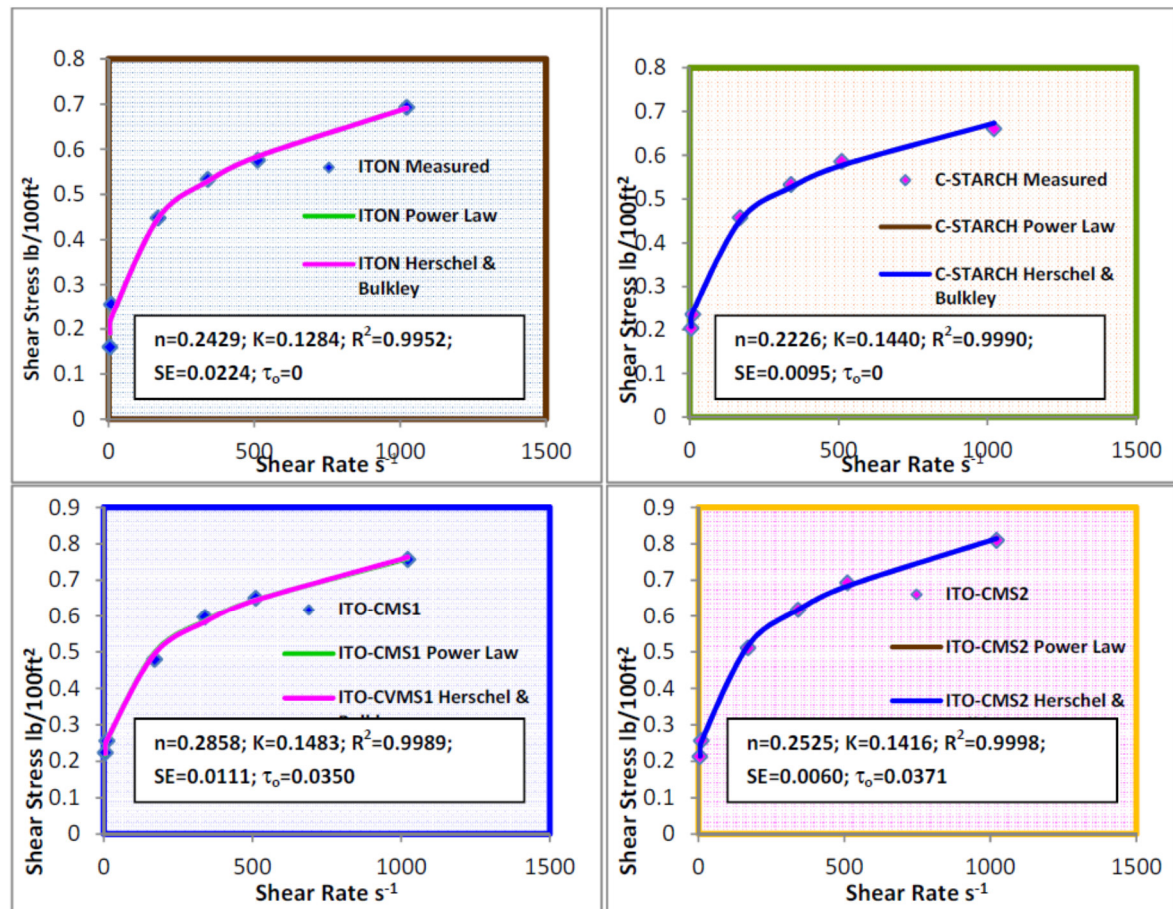 0.8
0.7
0.6
0.5
0.4
0.3
0.2
0.1
0
Shear Stress lb/100ft²
ITON Measured
ITON Power Law
ITON Herschel &
Bulkley
n=0.2429; K=0.1284; R²=0.9952;
SE=0.0224; τₒ=0
0 500 1000 1500
Shear Rate s⁻¹
0.8
0.7
0.6
0.5
0.4
0.3
0.2
0.1
0
Shear Stress lb/100ft²
C-STARCH Measured
C-STARCH Power Law
C-STARCH Herschel &
Bulkley
n=0.2226; K=0.1440; R²=0.9990;
SE=0.0095; τₒ=0
0 500 1000 1500
Shear Rate s⁻¹
0.9
0.8
0.7
0.6
0.5
0.4
0.3
0.2
0.1
0
Shear Stress lb/100ft²
ITO-CMS1
ITO-CMS1 Power Law
ITO-CVMS1 Herschel &
n=0.2858; K=0.1483; R²=0.9989;
SE=0.0111; τₒ=0.0350
0 500 1000 1500
Shear Rate s⁻¹
0.9
0.8
0.7
0.6
0.5
0.4
0.3
0.2
0.1
0
Shear Stress lb/100ft²
ITO-CMS2
ITO-CMS2 Power Law
ITO-CMS2 Herschel &
n=0.2525; K=0.1416; R²=0.9998;
SE=0.0060; τₒ=0.0371
0 500 1000 1500
Shear Rate s⁻¹